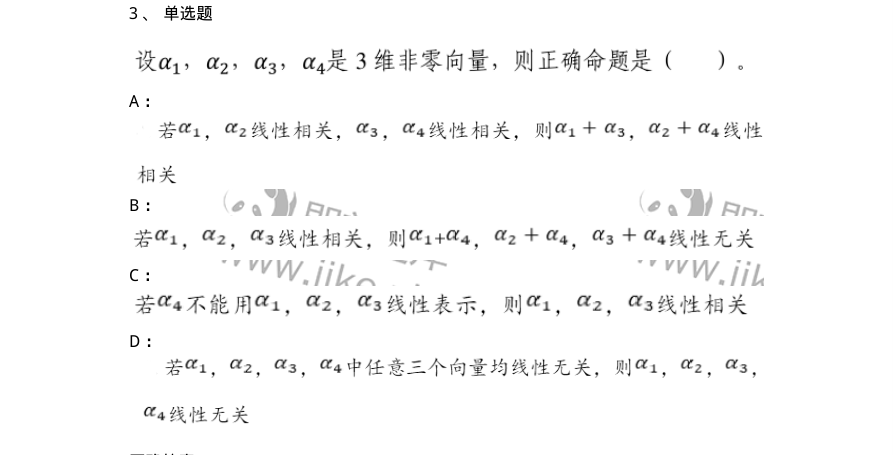 3、 单选题
设α₁，α₂，α₃，α₄是 3 维非零向量，则正确命题是（　　）。
A：
若α₁，α₂线性相关，α₃，α₄线性相关，则α₁ + α₃，α₂ + α₄线性
相关
B：
若α₁，α₂，α₃线性相关，则α₁+α₄，α₂ + α₄，α₃ + α₄线性无关
www.jike
www.jik
C：
若α₄不能用α₁，α₂，α₃线性表示，则α₁，α₂，α₃线性相关
D：
若α₁，α₂，α₃，α₄中任意三个向量均线性无关，则α₁，α₂，α₃，
α₄线性无关